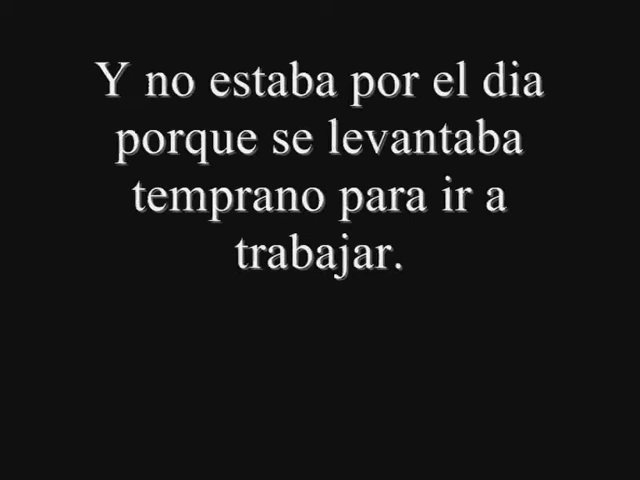 Y no estaba por el dia
porque se levantaba
temprano para ir a
trabajar.